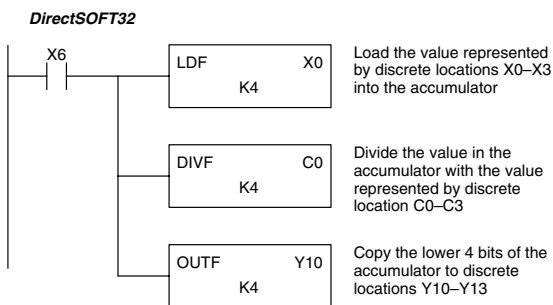 DirectSOFT32
X6
LDF X0
K4
Load the value represented
by discrete locations X0–X3
into the accumulator
DIVF C0
K4
Divide the value in the
accumulator with the value
represented by discrete
location C0–C3
OUTF Y10
K4
Copy the lower 4 bits of the
accumulator to discrete
locations Y10–Y13